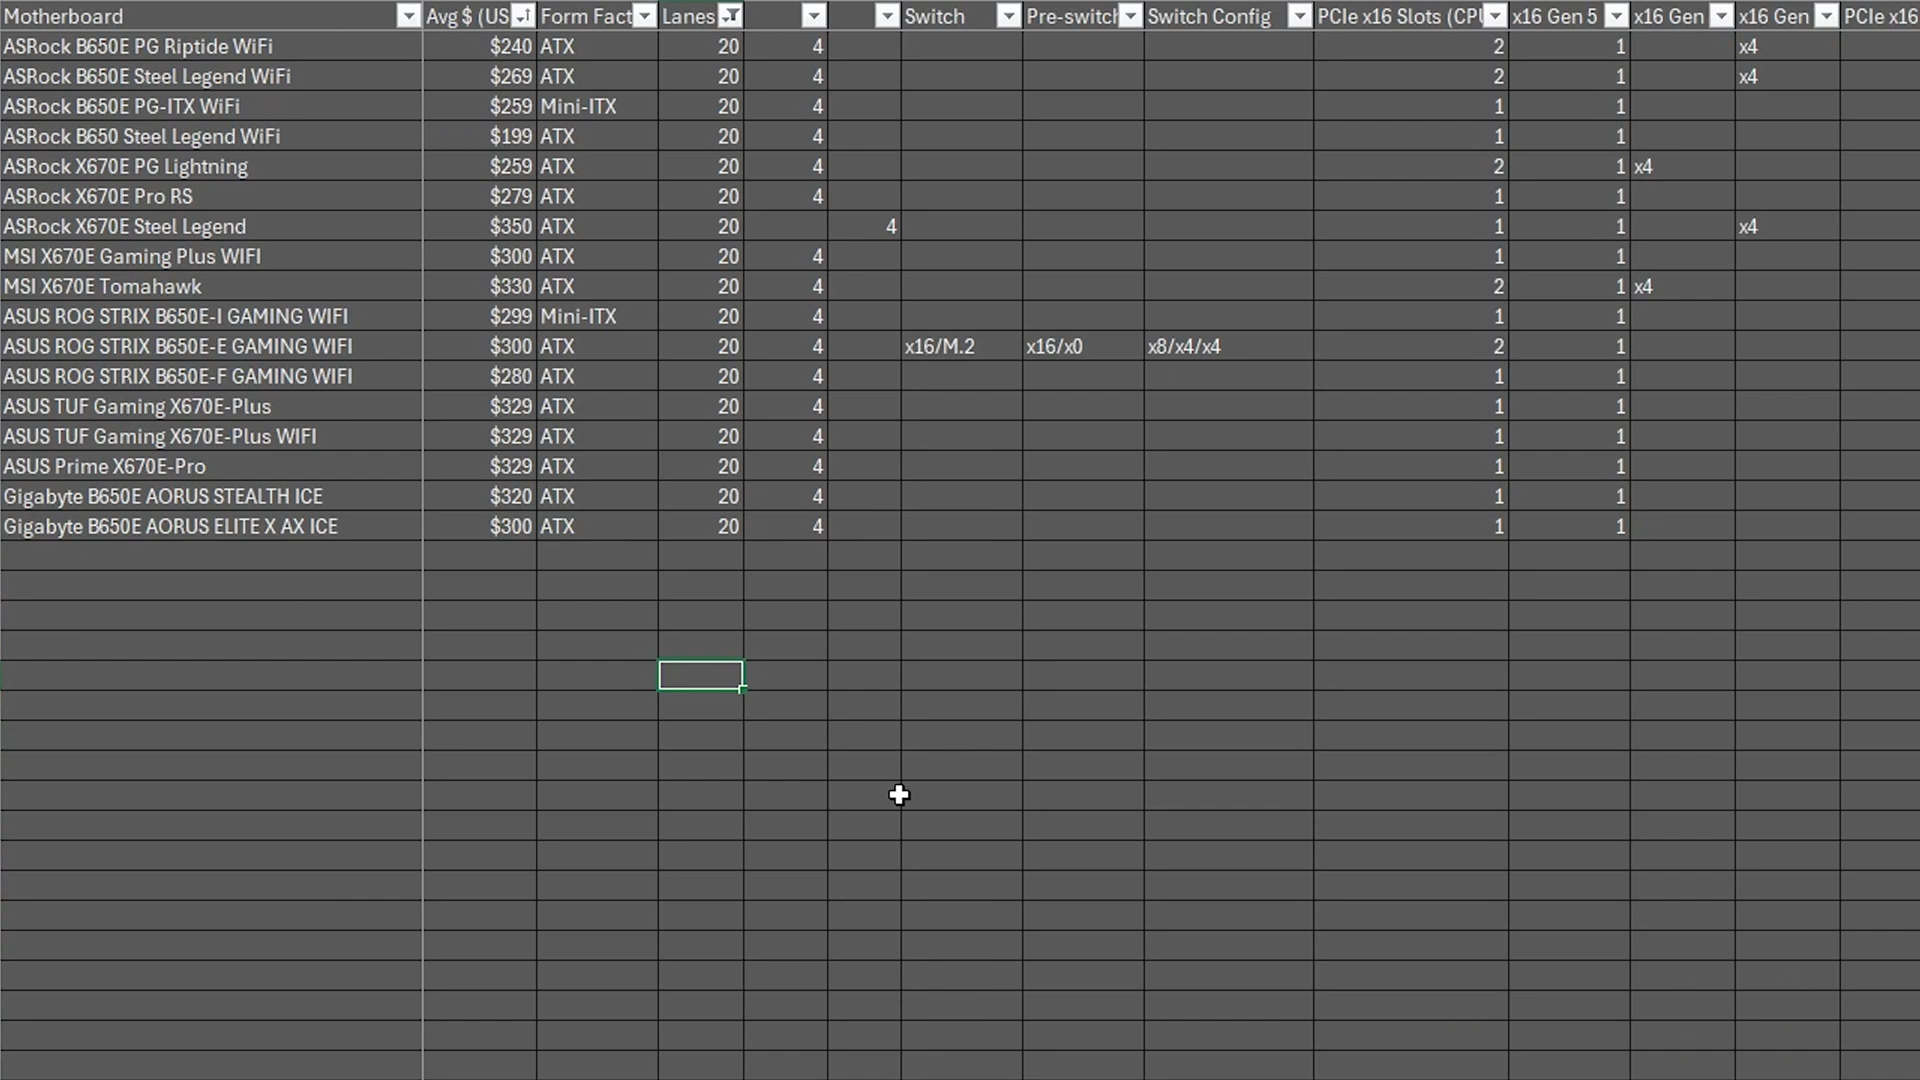 Motherboard Avg $ (US Form Fact Lanes Switch Pre-switch Switch Config PCIe x16 Slots (CPU x16 Gen 5 x16 Gen x16 Gen PCIe x16
ASRock B650E PG Riptide WiFi $240 ATX 20 4 2 1 x4
ASRock B650E Steel Legend WiFi $269 ATX 20 4 2 1 x4
ASRock B650E PG-ITX WiFi $259 Mini-ITX 20 4 1 1
ASRock B650 Steel Legend WiFi $199 ATX 20 4 1 1
ASRock X670E PG Lightning $259 ATX 20 4 2 1 x4
ASRock X670E Pro RS $279 ATX 20 4 1 1
ASRock X670E Steel Legend $350 ATX 20 4 1 1 x4
MSI X670E Gaming Plus WIFI $300 ATX 20 4 1 1
MSI X670E Tomahawk $330 ATX 20 4 2 1 x4
ASUS ROG STRIX B650E-I GAMING WIFI $299 Mini-ITX 20 4 1 1
ASUS ROG STRIX B650E-E GAMING WIFI $300 ATX 20 4 x16/M.2 x16/x0 x8/x4/x4 2 1
ASUS ROG STRIX B650E-F GAMING WIFI $280 ATX 20 4 1 1
ASUS TUF Gaming X670E-Plus $329 ATX 20 4 1 1
ASUS TUF Gaming X670E-Plus WIFI $329 ATX 20 4 1 1
ASUS Prime X670E-Pro $329 ATX 20 4 1 1
Gigabyte B650E AORUS STEALTH ICE $320 ATX 20 4 1 1
Gigabyte B650E AORUS ELITE X AX ICE $300 ATX 20 4 1 1